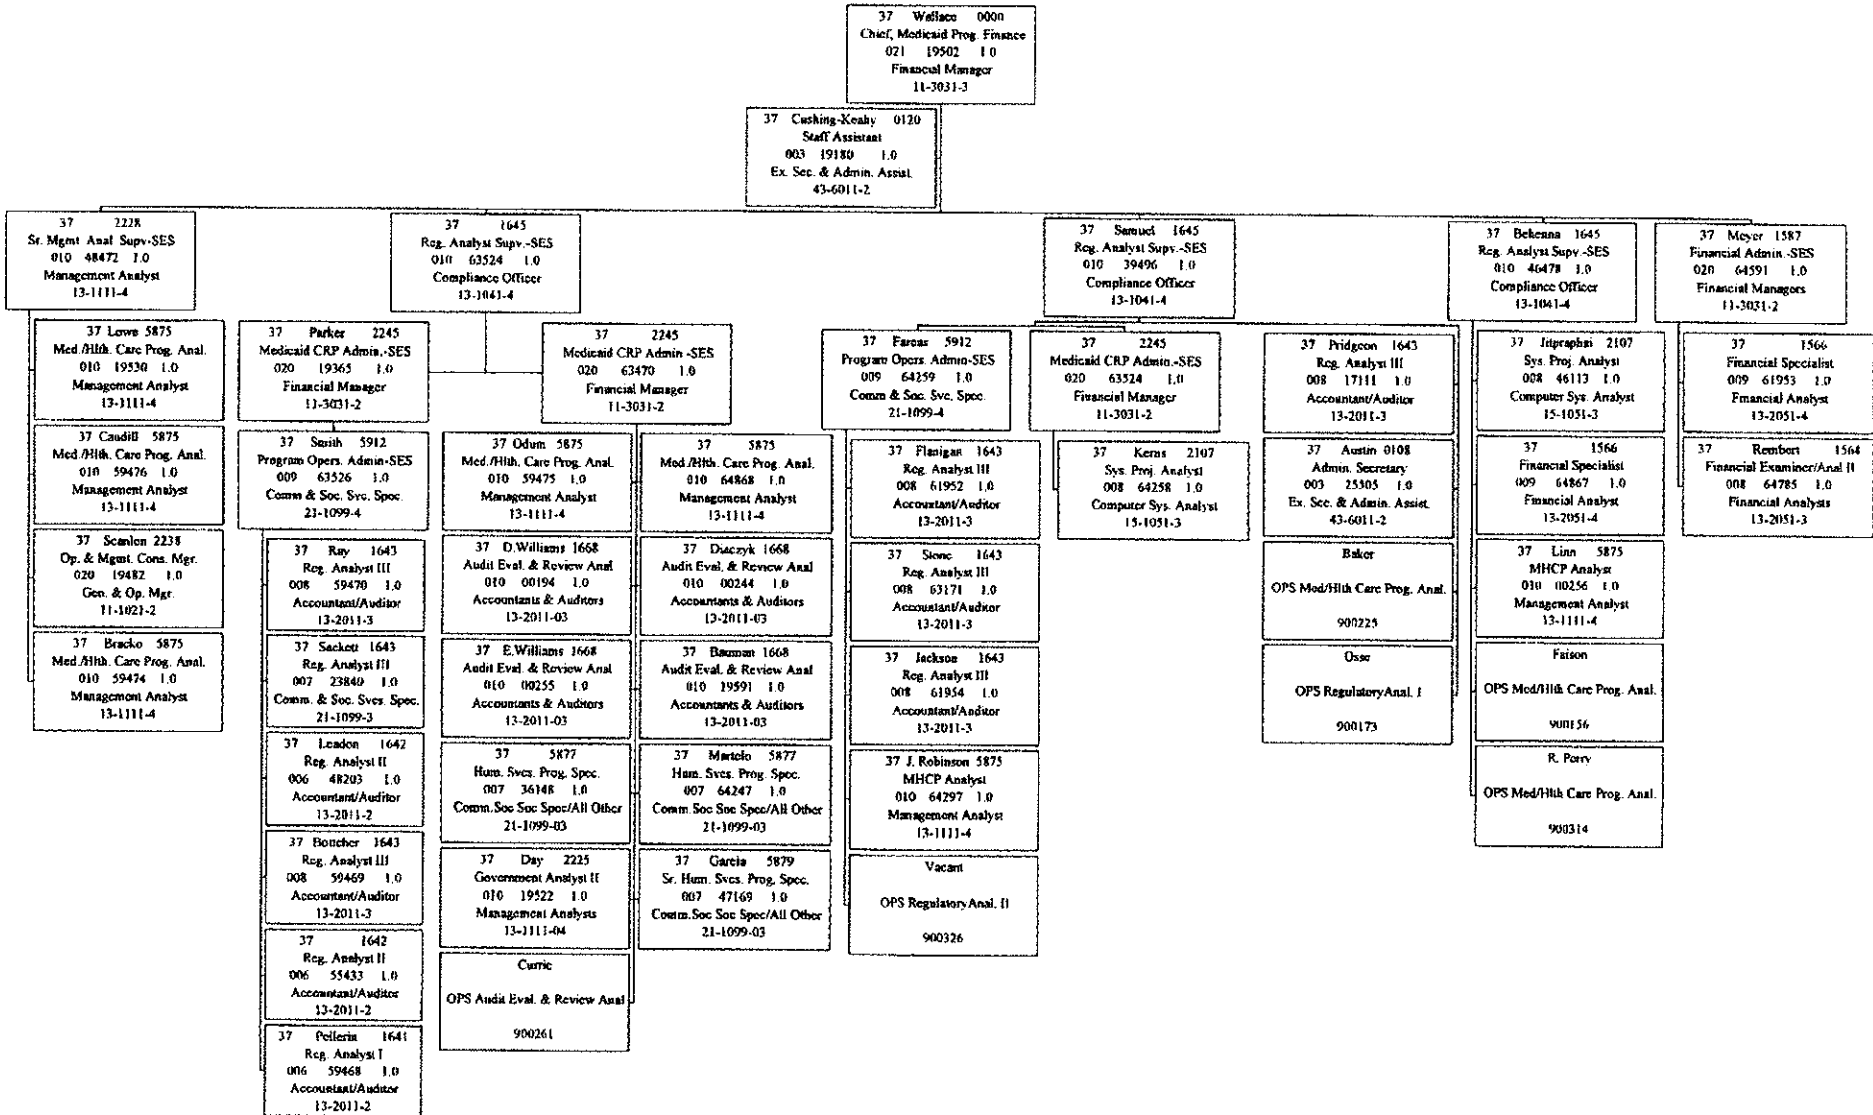 37 Wallace 0000
Chief, Medicaid Prog. Finance
021 19502 1.0
Financial Manager
11-3031-3
37 Cushing-Keahy 0120
Staff Assistant
003 19180 1.0
Ex. Sec. & Admin. Assist.
43-6011-2
37 2228
Sr. Mgmt Anal Supv-SES
010 48472 1.0
Management Analyst
13-1111-4
37 1645
Reg. Analyst Supv.-SES
010 63524 1.0
Compliance Officer
13-1041-4
37 Samuel 1645
Reg. Analyst Supv.-SES
010 39496 1.0
Compliance Officer
13-1041-4
37 Bekenna 1645
Reg. Analyst Supv.-SES
010 46478 1.0
Compliance Officer
13-1041-4
37 Meyer 1587
Financial Admin.-SES
020 64591 1.0
Financial Managers
11-3031-2
37 Lowe 5875
Med./Hlth. Care Prog. Anal.
010 19530 1.0
Management Analyst
13-1111-4
37 Caudill 5875
Med./Hlth. Care Prog. Anal.
010 59476 1.0
Management Analyst
13-1111-4
37 Scanlon 2238
Op. & Mgmt. Cons. Mgr.
020 19482 1.0
Gen. & Op. Mgr.
11-1021-2
37 Bracko 5875
Med./Hlth. Care Prog. Anal.
010 59474 1.0
Management Analyst
13-1111-4
37 Parker 2245
Medicaid CRP Admin.-SES
020 19365 1.0
Financial Manager
11-3031-2
37 Smith 5912
Program Opers. Admin-SES
009 63526 1.0
Comm & Soc. Svc. Spec.
21-1099-4
37 Ray 1643
Reg. Analyst III
008 59470 1.0
Accountant/Auditor
13-2011-3
37 Sackett 1643
Reg. Analyst III
007 23840 1.0
Comm. & Soc. Svcs. Spec.
21-1099-3
37 Leadon 1642
Reg. Analyst II
006 48203 1.0
Accountant/Auditor
13-2011-2
37 Boucher 1643
Reg. Analyst III
008 59469 1.0
Accountant/Auditor
13-2011-3
37 1642
Reg. Analyst II
006 55433 1.0
Accountant/Auditor
13-2011-2
37 Pellerin 1641
Reg. Analyst I
006 59468 1.0
Accountant/Auditor
13-2011-2
37 2245
Medicaid CRP Admin -SES
020 63470 1.0
Financial Manager
11-3031-2
37 Odum 5875
Med./Hlth. Care Prog. Anal.
010 59475 1.0
Management Analyst
13-1111-4
37 D.Williams 1668
Audit Eval. & Review Anal
010 00194 1.0
Accountants & Auditors
13-2011-03
37 E.Williams 1668
Audit Eval. & Review Anal
010 00255 1.0
Accountants & Auditors
13-2011-03
37 5877
Hum. Svcs. Prog. Spec.
007 36148 1.0
Comm.Soc Soc Spec/All Other
21-1099-03
37 Day 2225
Government Analyst II
010 19522 1.0
Management Analysts
13-1111-04
Currie
OPS Audit Eval. & Review Anal
900261
37 5875
Med./Hlth. Care Prog. Anal.
010 64868 1.0
Management Analyst
13-1111-4
37 Diaczyk 1668
Audit Eval. & Review Anal
010 00244 1.0
Accountants & Auditors
13-2011-03
37 Bauman 1668
Audit Eval. & Review Anal
010 19591 1.0
Accountants & Auditors
13-2011-03
37 Martelo 5877
Hum. Svcs. Prog. Spec.
007 64247 1.0
Comm.Soc Soc Spec/All Other
21-1099-03
37 Garcia 5879
Sr. Hum. Svcs. Prog. Spec.
007 47169 1.0
Comm.Soc Soc Spec/All Other
21-1099-03
37 Farcas 5912
Program Opers. Admin-SES
009 64259 1.0
Comm & Soc. Svc. Spec.
21-1099-4
37 Flanigan 1643
Reg. Analyst III
008 61952 1.0
Accountant/Auditor
13-2011-3
37 Stone 1643
Reg. Analyst III
008 63171 1.0
Accountant/Auditor
13-2011-3
37 Jackson 1643
Reg. Analyst III
008 61954 1.0
Accountant/Auditor
13-2011-3
37 J. Robinson 5875
MHCP Analyst
010 64297 1.0
Management Analyst
13-1111-4
Vacant
OPS Regulatory Anal. II
900326
37 2245
Medicaid CRP Admin.-SES
020 63524 1.0
Financial Manager
11-3031-2
37 Kerns 2107
Sys. Proj. Analyst
008 64258 1.0
Computer Sys. Analyst
15-1051-3
37 Pridgeon 1643
Reg. Analyst III
008 17111 1.0
Accountant/Auditor
13-2011-3
37 Austin 0108
Admin. Secretary
003 25305 1.0
Ex. Sec. & Admin. Assist.
43-6011-2
Baker
OPS Med/Hlth Care Prog. Anal.
900225
Osse
OPS Regulatory Anal. I
900173
37 Jitpraphai 2107
Sys. Proj. Analyst
008 46113 1.0
Computer Sys. Analyst
15-1051-3
37 1566
Financial Specialist
009 64867 1.0
Financial Analyst
13-2051-4
37 Linn 5875
MHCP Analyst
010 00256 1.0
Management Analyst
13-1111-4
Faison
OPS Med/Hlth Care Prog. Anal.
900156
R. Perry
OPS Med/Hlth Care Prog. Anal.
900314
37 1566
Financial Specialist
009 61953 1.0
Financial Analyst
13-2051-4
37 Rembert 1564
Financial Examiner/Anal II
008 64785 1.0
Financial Analysts
13-2051-3